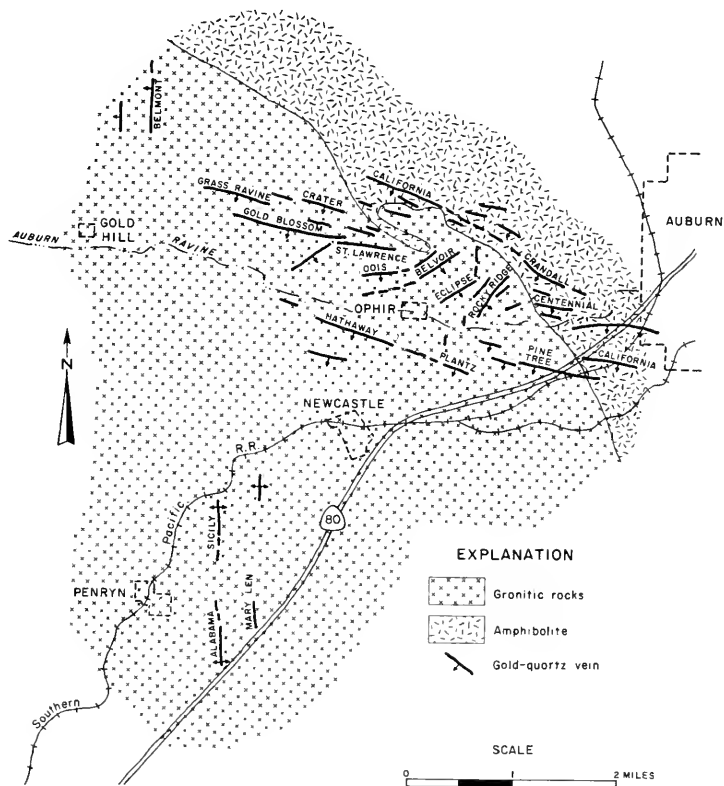 BELMONT
CALIFORNIA
GRASS RAVINE
CRATER
GOLD BLOSSOM
GOLD HILL
AUBURN
AUBURN RAVINE
ST. LAWRENCE
OOIS
BELVOIR
CRANDALL
ECLIPSE
ROCKY RIDGE
CENTENNIAL
OPHIR
HATHAWAY
PLANTZ
PINE TREE
CALIFORNIA
N
NEWCASTLE
Southern Pacific R.R.
80
SICILY
PENRYN
ALABAMA
MARY LEN
EXPLANATION
Granitic rocks
Amphibolite
Gold-quartz vein
SCALE
0 1 2 MILES